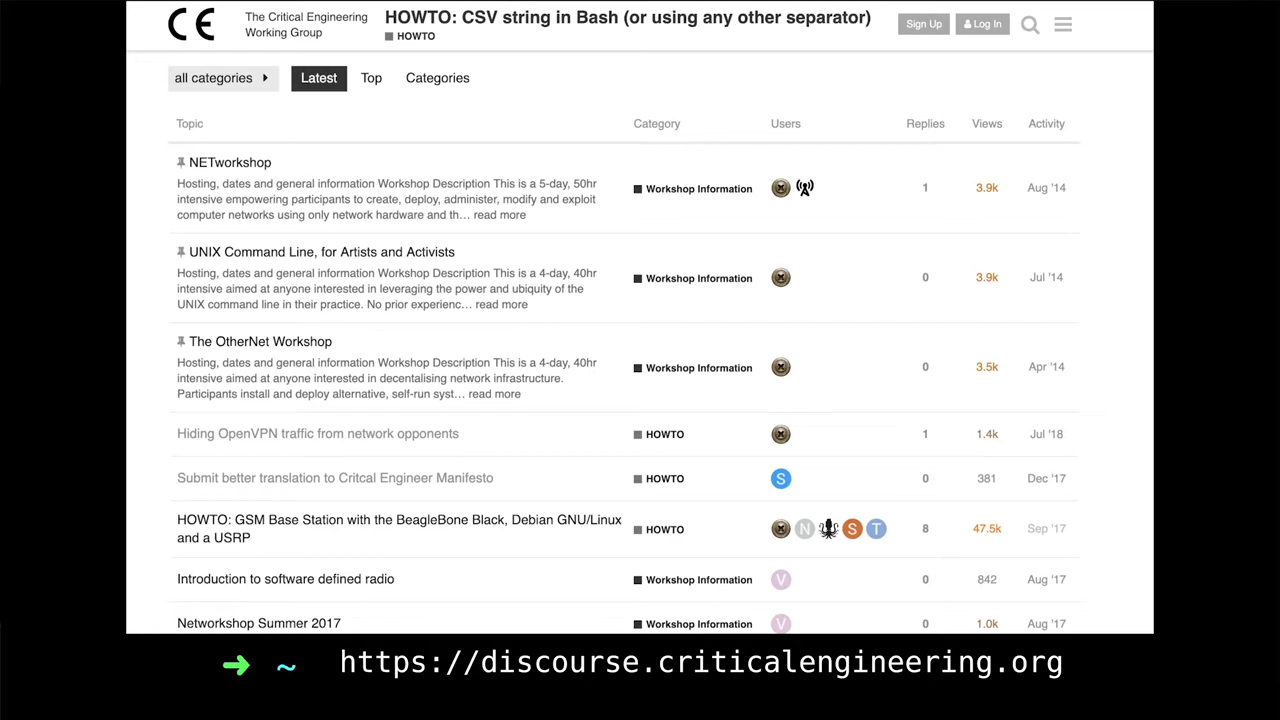 CE
The Critical Engineering
Working Group
HOWTO: CSV string in Bash (or using any other separator)
HOWTO
Sign Up
Log In
all categories
Latest
Top
Categories
Topic Category Users Replies Views Activity
NETworkshop
Hosting, dates and general information Workshop Description This is a 5-day, 50hr
intensive empowering participants to create, deploy, administer, modify and exploit
computer networks using only network hardware and th… read more
Workshop Information 1 3.9k Aug '14
UNIX Command Line, for Artists and Activists
Hosting, dates and general information Workshop Description This is a 4-day, 40hr
intensive aimed at anyone interested in leveraging the power and ubiquity of the
UNIX command line in their practice. No prior experienc… read more
Workshop Information 0 3.9k Jul '14
The OtherNet Workshop
Hosting, dates and general information Workshop Description This is a 4-day, 40hr
intensive aimed at anyone interested in decentalising network infrastructure.
Participants install and deploy alternative, self-run syst… read more
Workshop Information 0 3.5k Apr '14
Hiding OpenVPN traffic from network opponents HOWTO 1 1.4k Jul '18
Submit better translation to Critcal Engineer Manifesto HOWTO S 0 381 Dec '17
HOWTO: GSM Base Station with the BeagleBone Black, Debian GNU/Linux
and a USRP
HOWTO N S T 8 47.5k Sep '17
Introduction to software defined radio Workshop Information V 0 842 Aug '17
Networkshop Summer 2017 Workshop Information V 0 1.0k Aug '17
➜ ~ https://discourse.criticalengineering.org